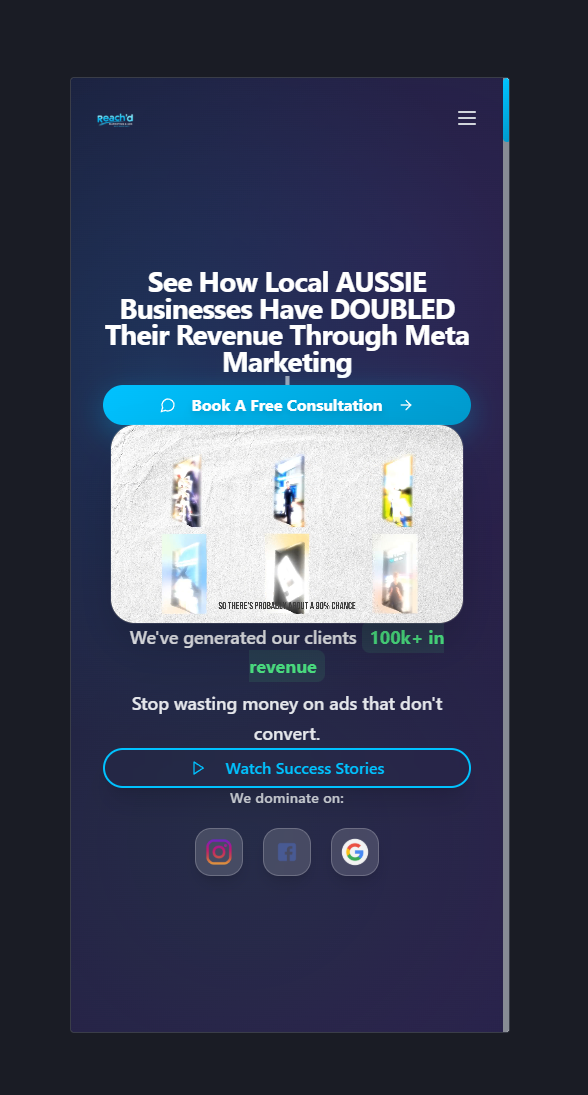 Reach'd
See How Local AUSSIE
Businesses Have DOUBLED
Their Revenue Through Meta
Marketing
Book A Free Consultation
SO THERE'S PROBABLY ABOUT A 90% CHANCE
We've generated our clients 100k+ in
revenue
Stop wasting money on ads that don't
convert.
Watch Success Stories
We dominate on: